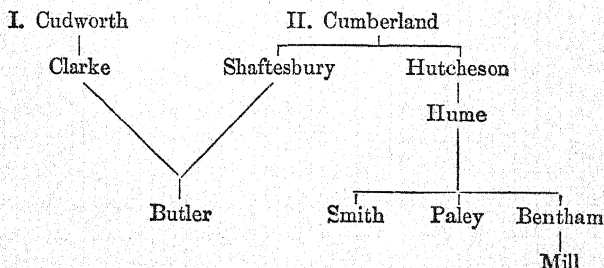 I. Cudworth II. Cumberland
Clarke Shaftesbury Hutcheson
Hume
Butler Smith Paley Bentham
Mill